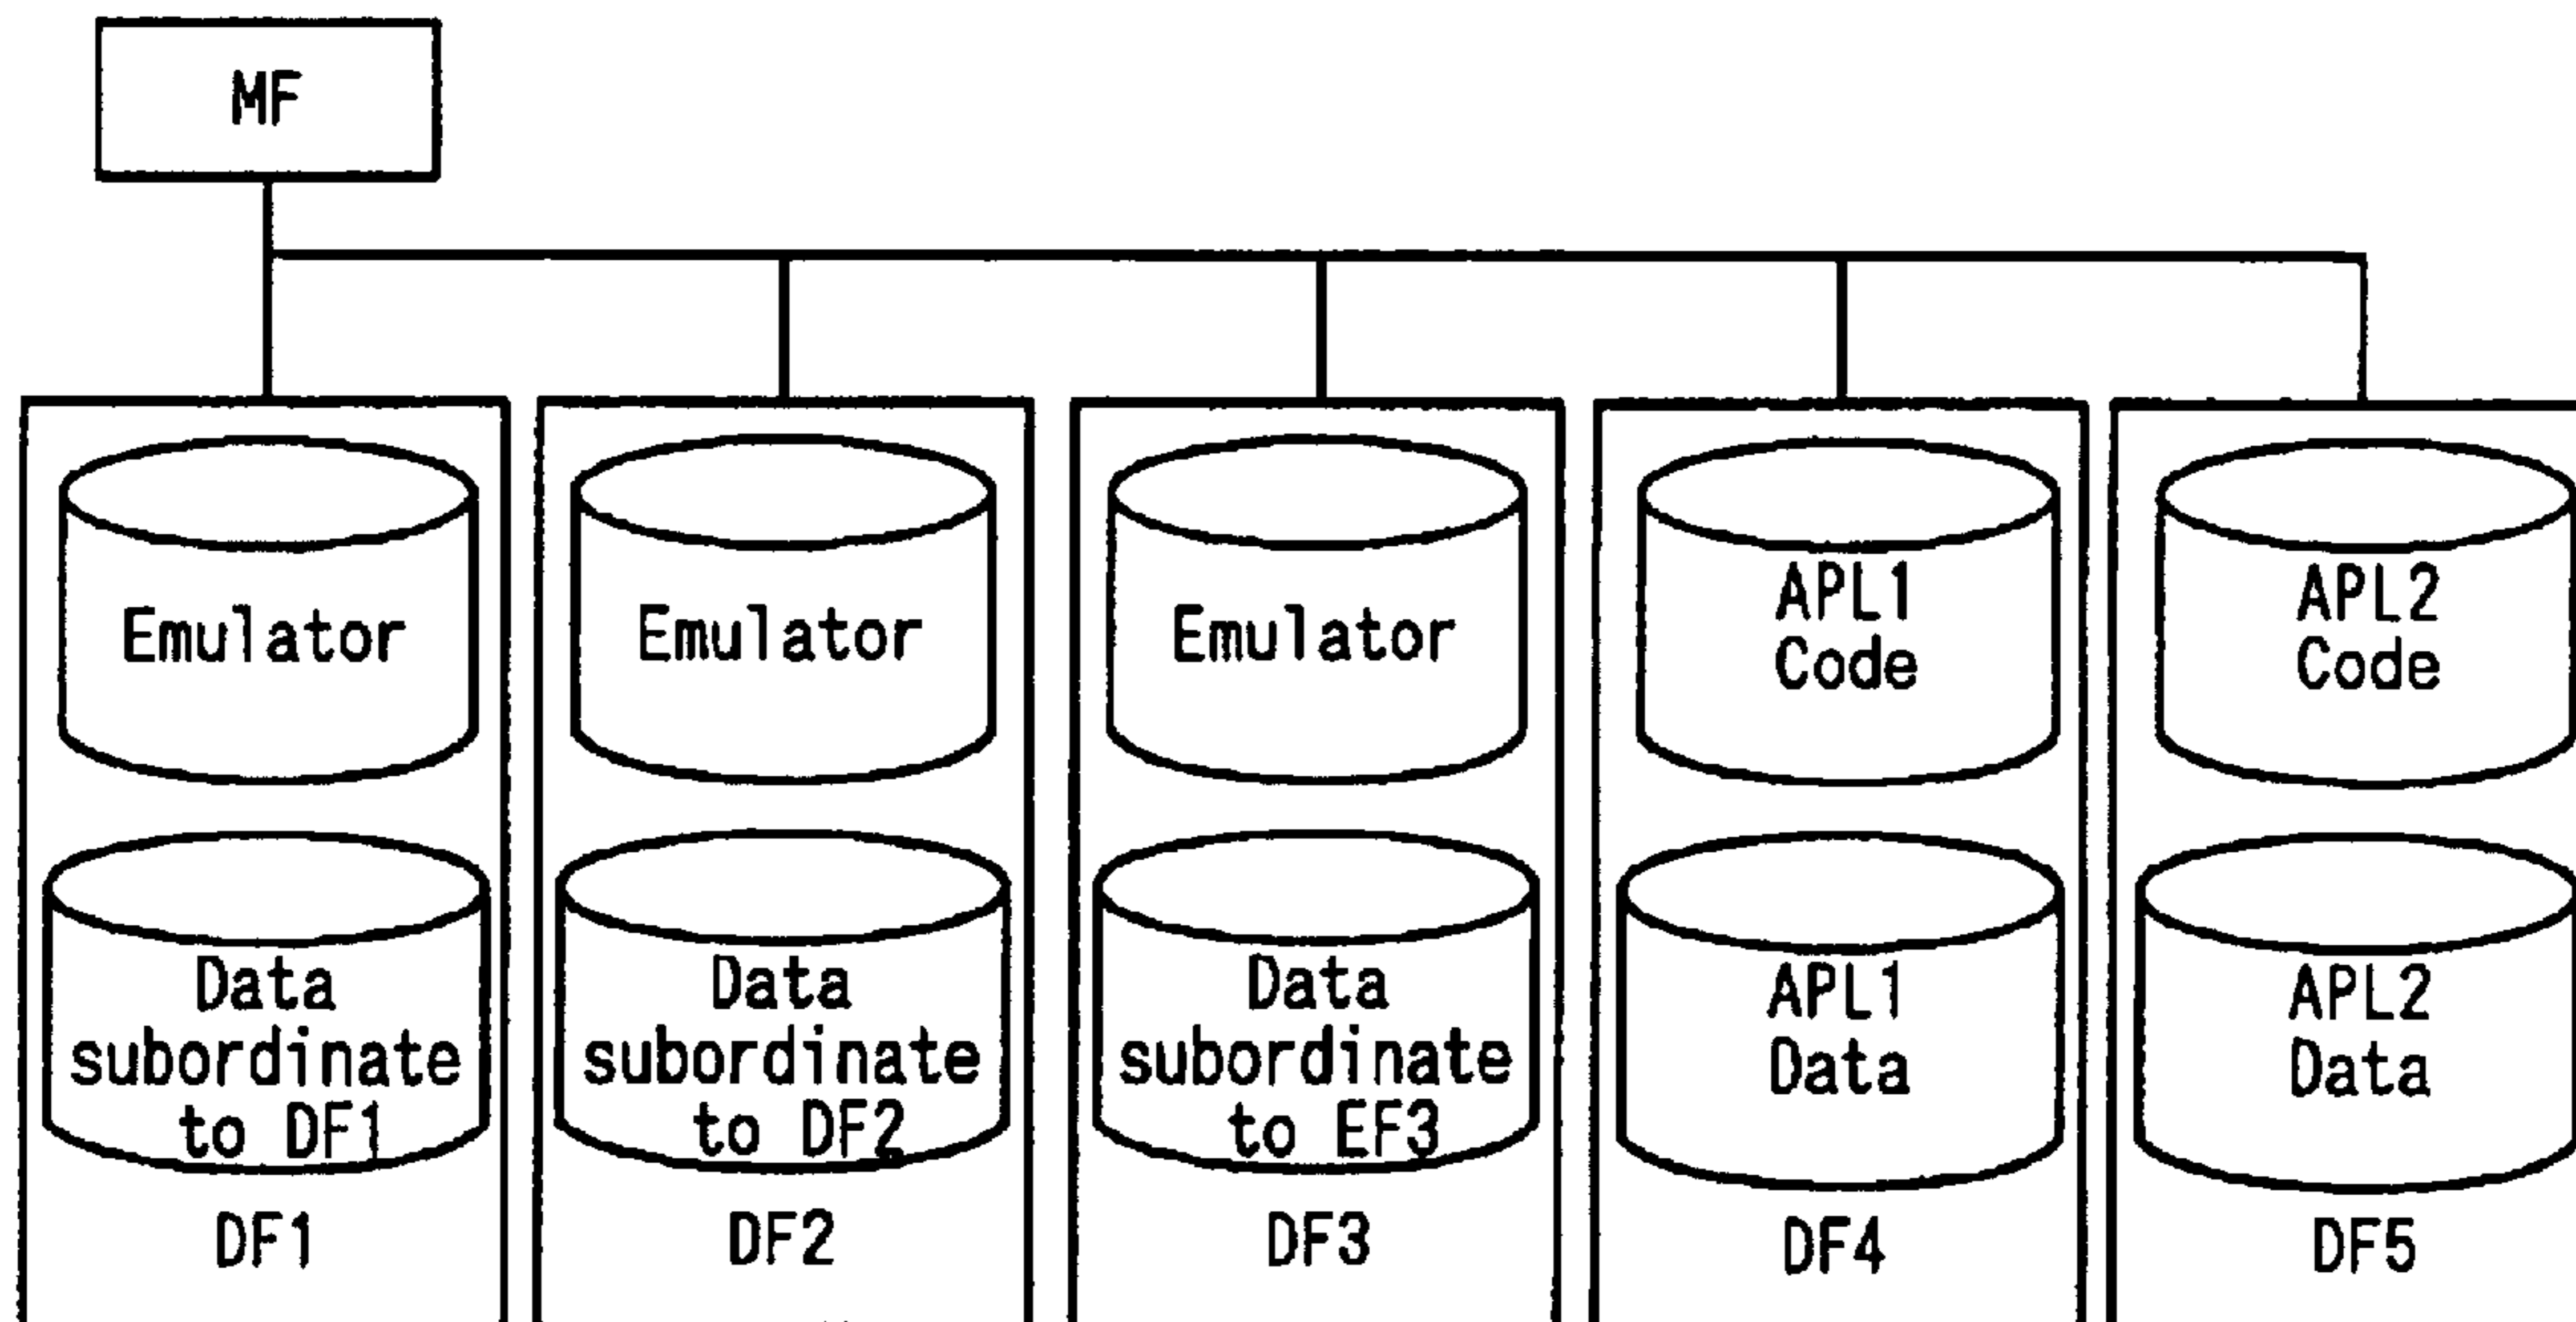 MF
Emulator
Emulator
Emulator
APL1
Code
APL2
Code
Data
subordinate
to DF1
Data
subordinate
to DF2
Data
subordinate
to EF3
APL1
Data
APL2
Data
DF1
DF2
DF3
DF4
DF5